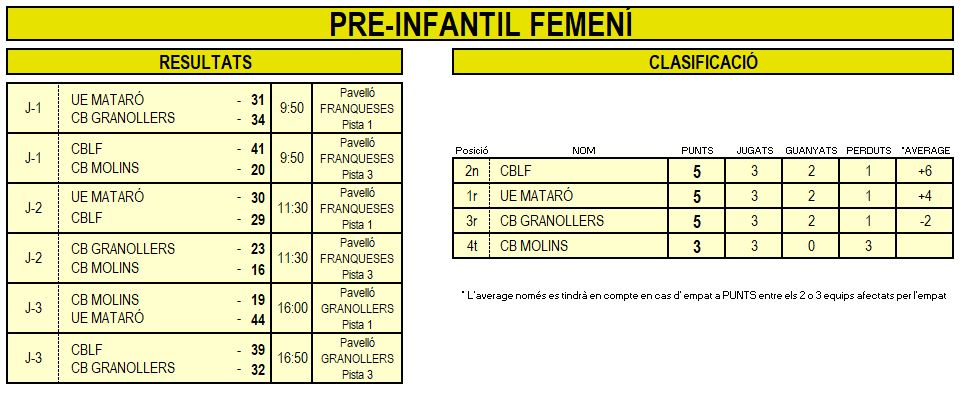 PRE-INFANTIL FEMENÍ
RESULTATS
J-1 UE MATARÓ - 31 9:50 Pavelló FRANQUESES Pista 1
CB GRANOLLERS - 34
J-1 CBLF - 41 9:50 Pavelló FRANQUESES Pista 3
CB MOLINS - 20
J-2 UE MATARÓ - 30 11:30 Pavelló FRANQUESES Pista 1
CBLF - 29
J-2 CB GRANOLLERS - 23 11:30 Pavelló FRANQUESES Pista 3
CB MOLINS - 16
J-3 CB MOLINS - 19 16:00 Pavelló GRANOLLERS Pista 1
UE MATARÓ - 44
J-3 CBLF - 39 16:50 Pavelló GRANOLLERS Pista 3
CB GRANOLLERS - 32
CLASIFICACIÓ
Posició NOM PUNTS JUGATS GUANYATS PERDUTS *AVERAGE
2n CBLF 5 3 2 1 +6
1r UE MATARÓ 5 3 2 1 +4
3r CB GRANOLLERS 5 3 2 1 -2
4t CB MOLINS 3 3 0 3
* L'average només es tindrà en compte en cas d' empat a PUNTS entre els 2 o 3 equips afectats per l'empat